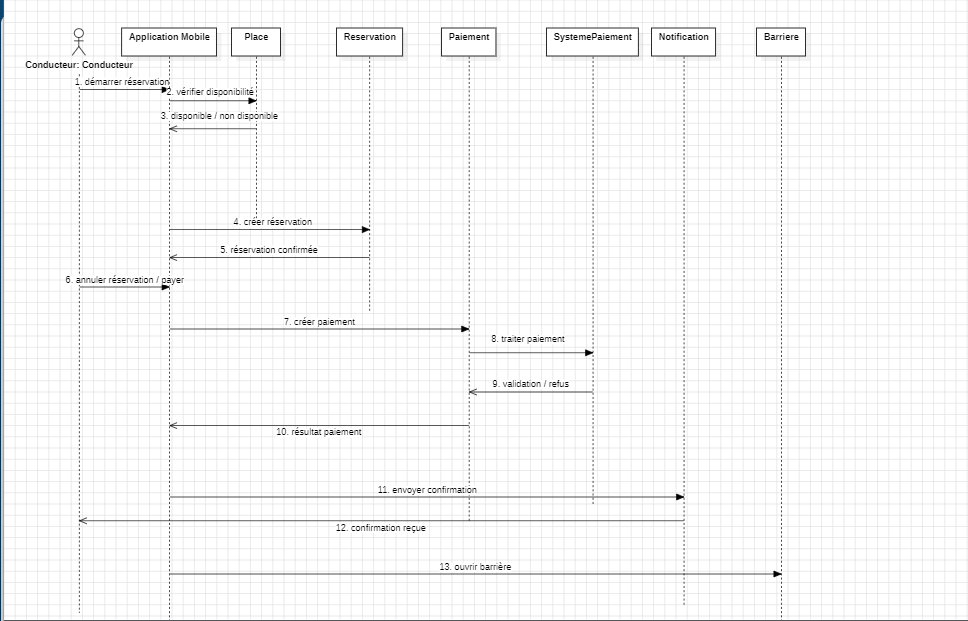 Application Mobile
Place
Reservation
Paiement
SystemePaiement
Notification
Barriere
Conducteur: Conducteur
1. démarrer réservation
2. vérifier disponibilité
3. disponible / non disponible
4. créer réservation
5. réservation confirmée
6. annuler réservation / payer
7. créer paiement
8. traiter paiement
9. validation / refus
10. résultat paiement
11. envoyer confirmation
12. confirmation reçue
13. ouvrir barrière